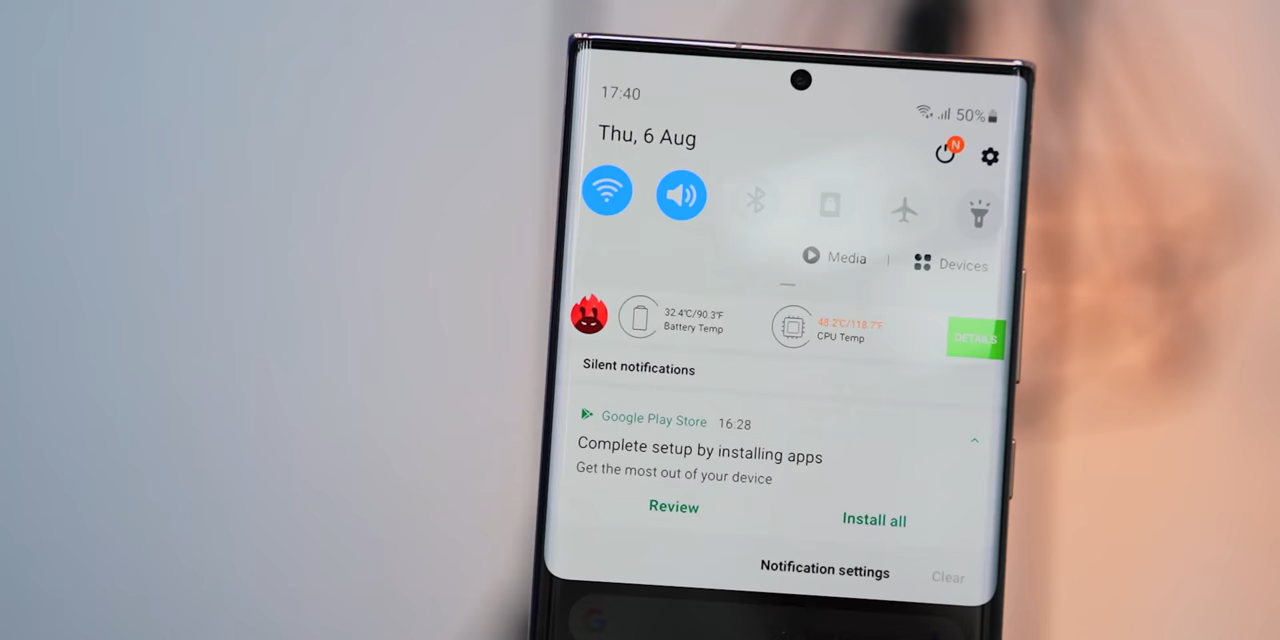 17:40
50%
Thu, 6 Aug
N
Media | Devices
32.4℃/90.3℉
Battery Temp
48.2℃/118.7℉
CPU Temp
DETAILS
Silent notifications
Google Play Store 16:28
Complete setup by installing apps
Get the most out of your device
Review
Install all
Notification settings
Clear